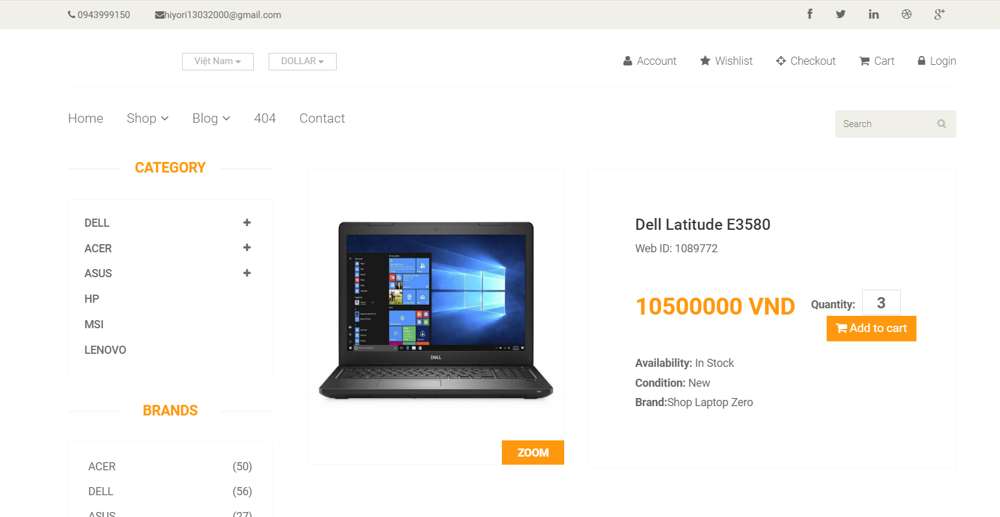 0943999150 hiyori13032000@gmail.com
Việt Nam DOLLAR Account Wishlist Checkout Cart Login
Home Shop Blog 404 Contact Search
CATEGORY
DELL
ACER
ASUS
HP
MSI
LENOVO
BRANDS
ACER (50)
DELL (56)
ASUS (27)
DELL
ZOOM
Dell Latitude E3580
Web ID: 1089772
10500000 VND Quantity: 3
Add to cart
Availability: In Stock
Condition: New
Brand:Shop Laptop Zero